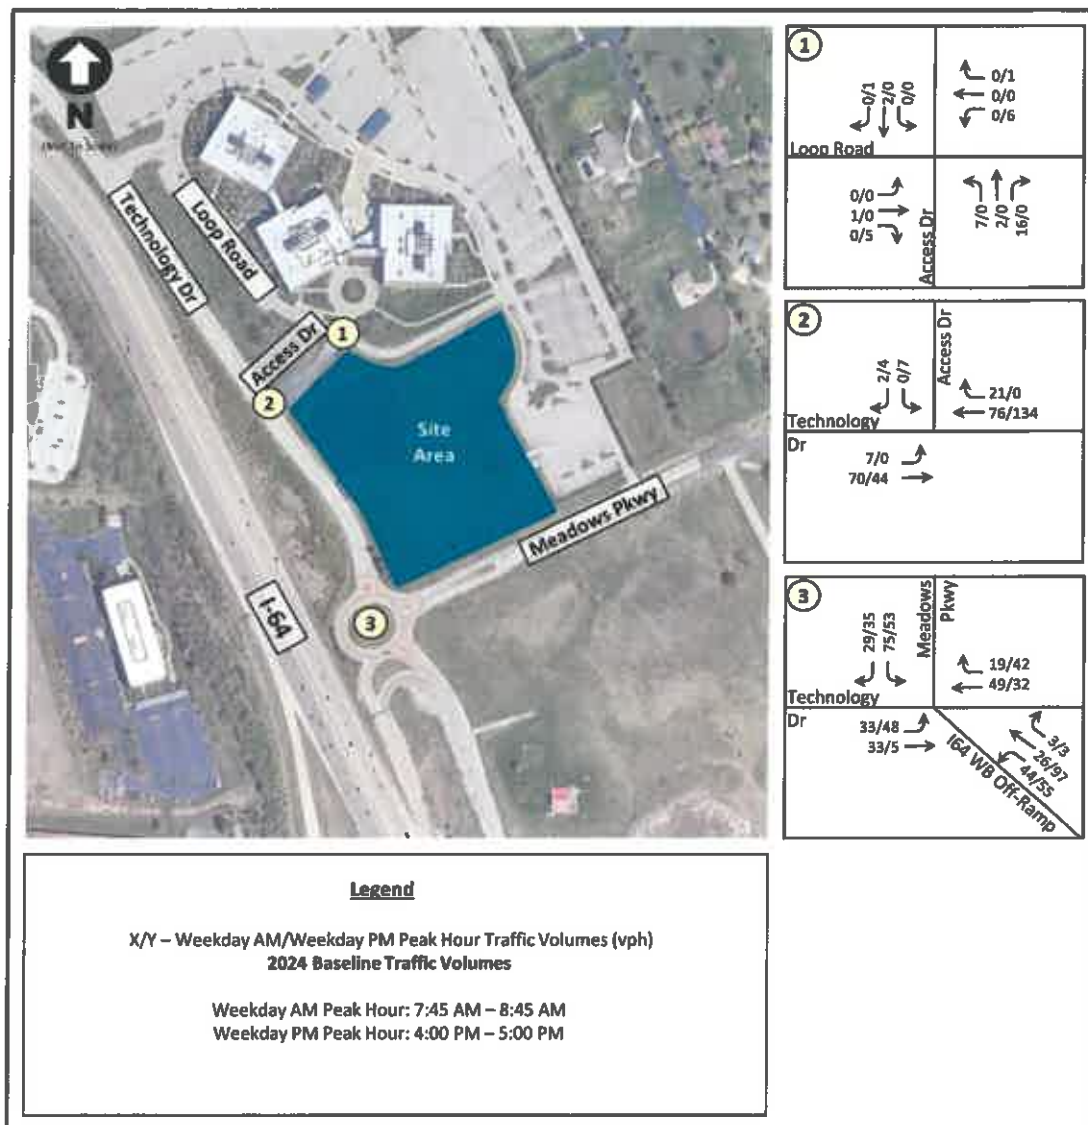 N
Technology Dr
Loop Road
Access Dr
1
2
Site
Area
Meadows Pkwy
I-64
3
1
0/1
2/0
0/0
0/1
0/0
0/6
Loop Road
0/0
1/0
0/5
Access Dr
7/0
2/0
16/0
2
2/4
0/7
Access Dr
21/0
76/134
Technology
Dr
7/0
70/44
3
29/35
75/53
Meadows
Pkwy
19/42
49/32
Technology
Dr
33/48
33/5
3/3
26/97
44/55
I64 WB Off-Ramp
Legend
X/Y – Weekday AM/Weekday PM Peak Hour Traffic Volumes (vph)
2024 Baseline Traffic Volumes
Weekday AM Peak Hour: 7:45 AM – 8:45 AM
Weekday PM Peak Hour: 4:00 PM – 5:00 PM